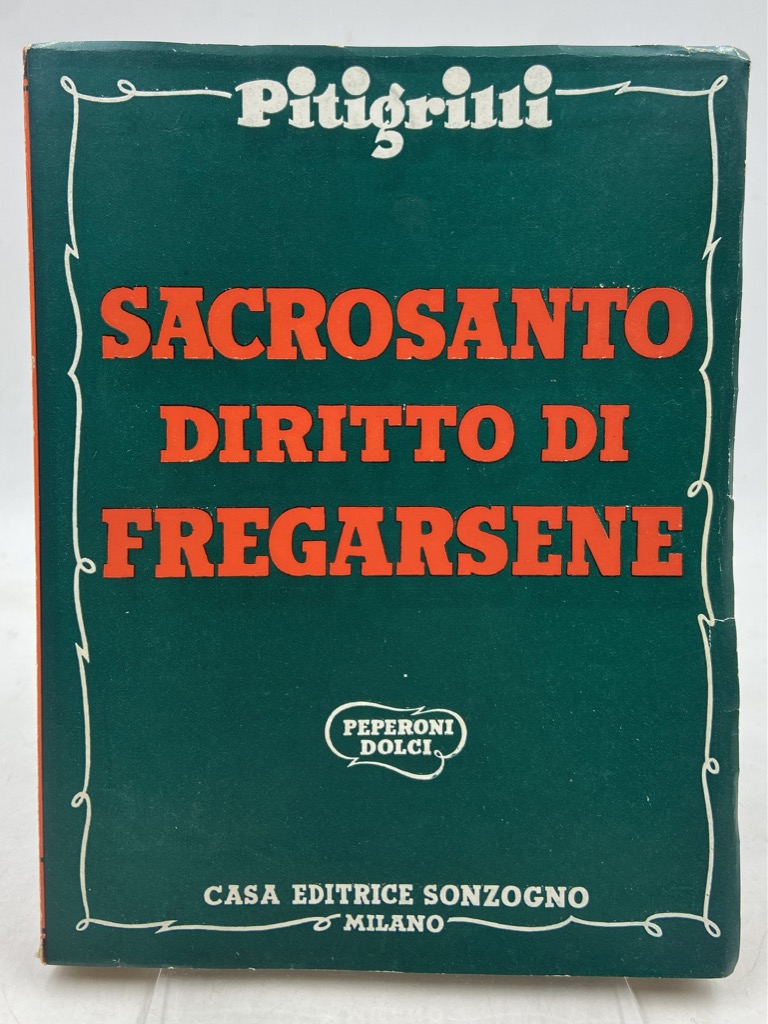 Pitigrilli
SACROSANTO
DIRITTO DI
FREGARSENE
PEPERONI
DOLCI
CASA EDITRICE SONZOGNO
MILANO